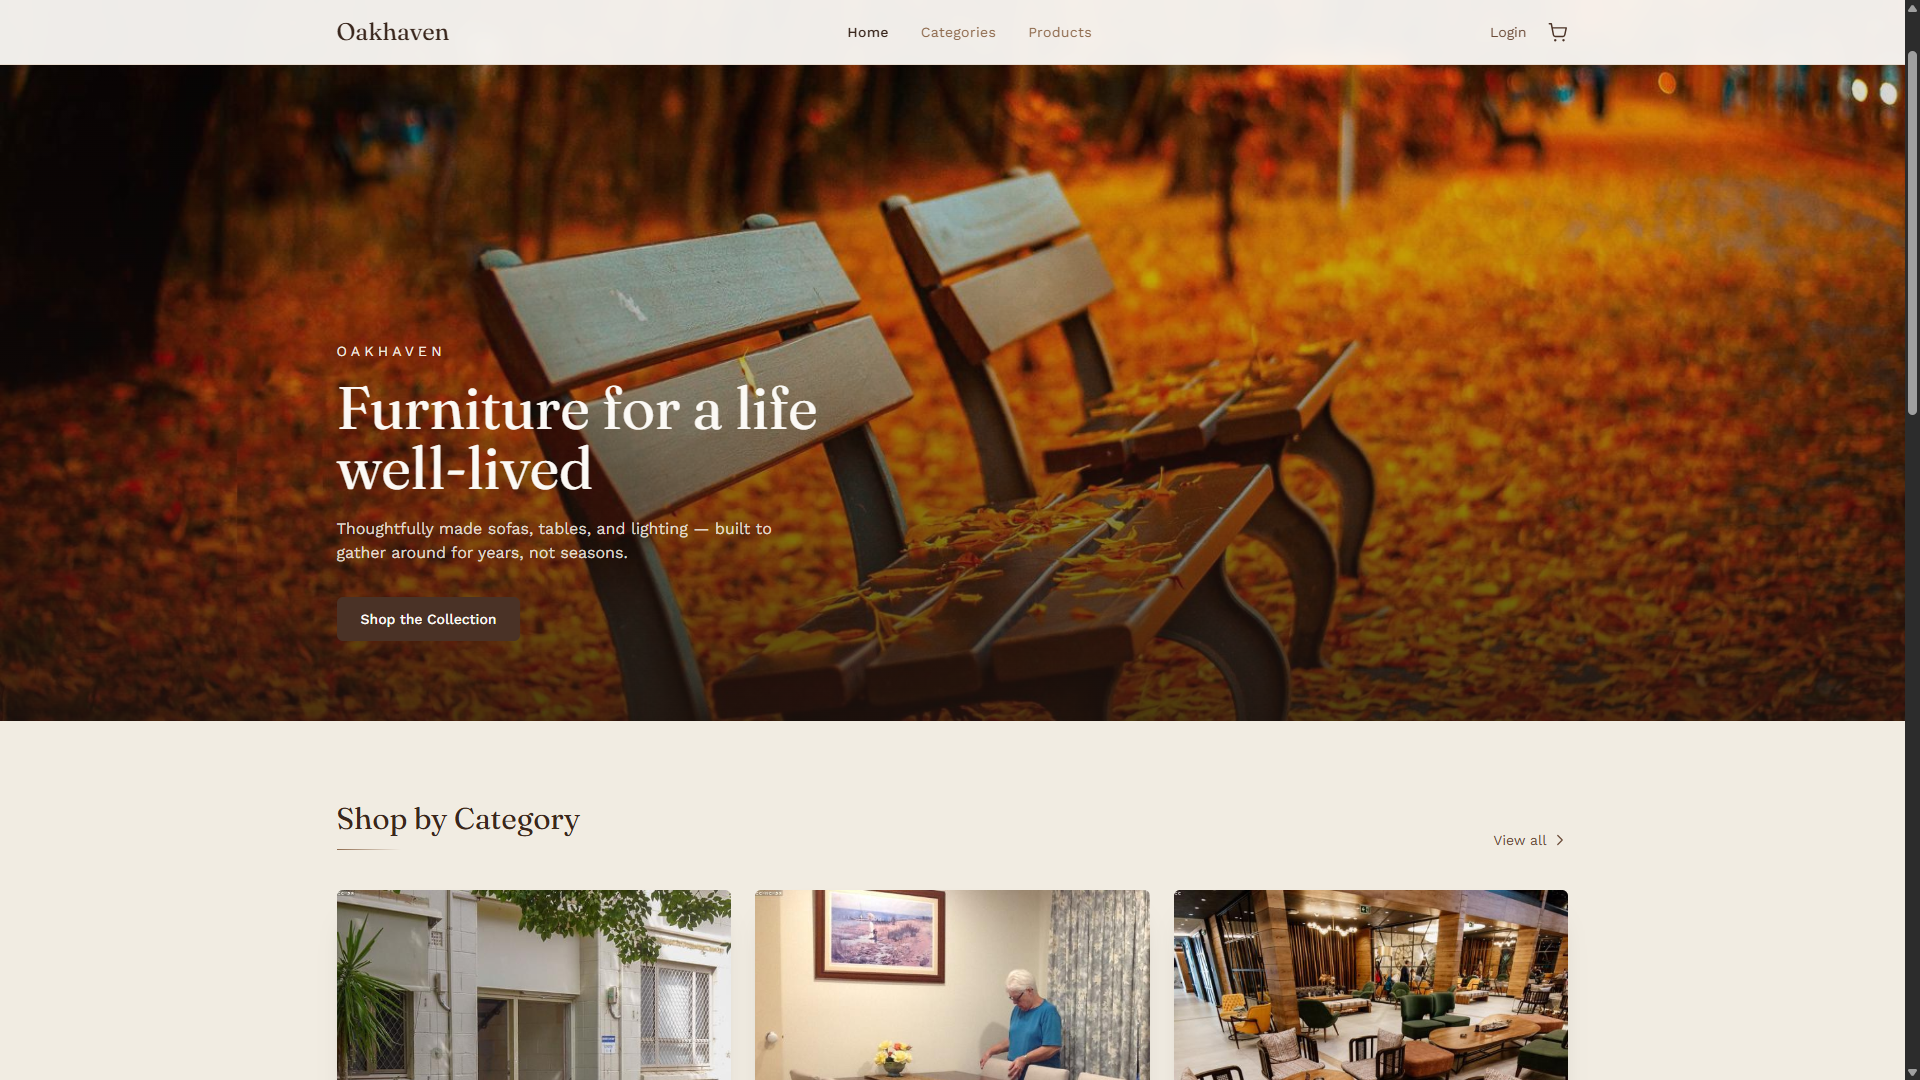 Oakhaven
Home
Categories
Products
Login
OAKHAVEN
Furniture for a life
well-lived
Thoughtfully made sofas, tables, and lighting — built to
gather around for years, not seasons.
Shop the Collection
Shop by Category
View all